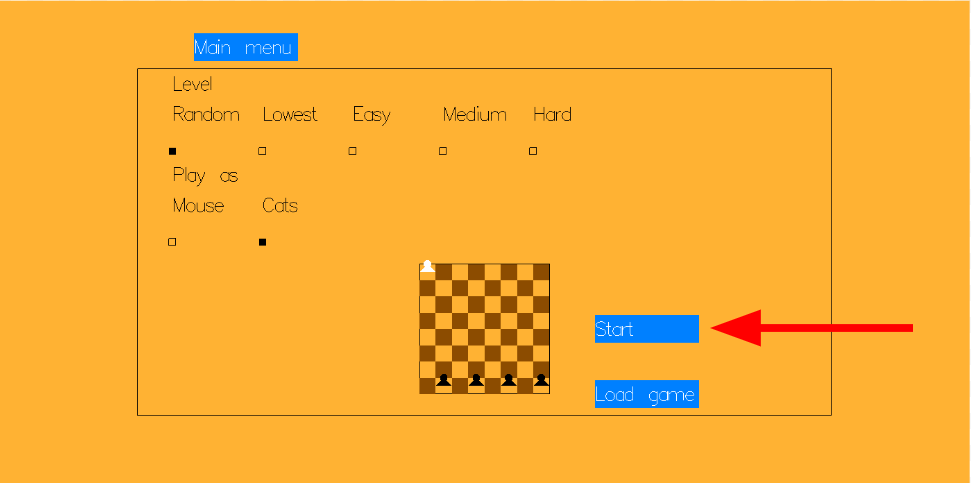 Main menu
Level
Random Lowest Easy Medium Hard
Play as
Mouse Cats
Start
Load game